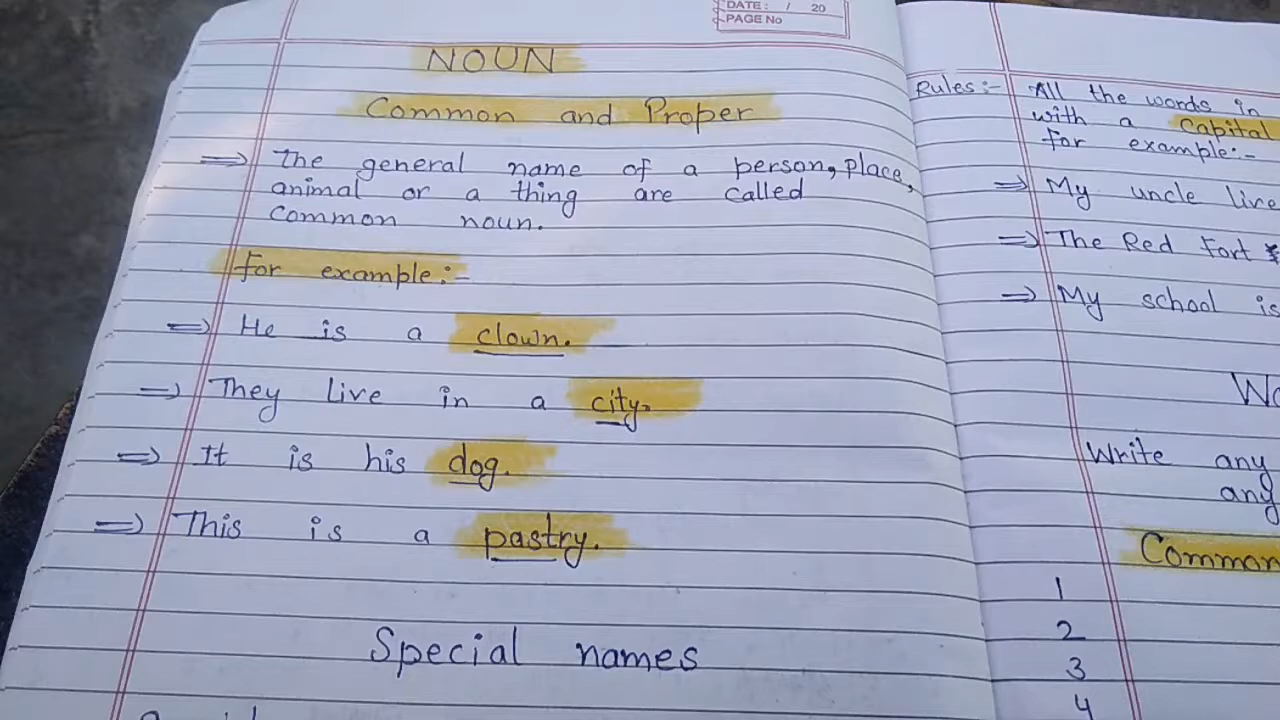 DATE: / 20
PAGE No
NOUN
Common and Proper
⇒ The general name of a person, place,
animal or a thing are called
common noun.
for example:-
⇒ He is a clown.
⇒ They live in a city.
⇒ It is his dog.
⇒ This is a pastry.
Special names
Rules:- All the words in
with a Capital
for example:-
⇒ My uncle live
⇒ The Red Fort
⇒ My school is
Write any
any
Common
1
2
3
4